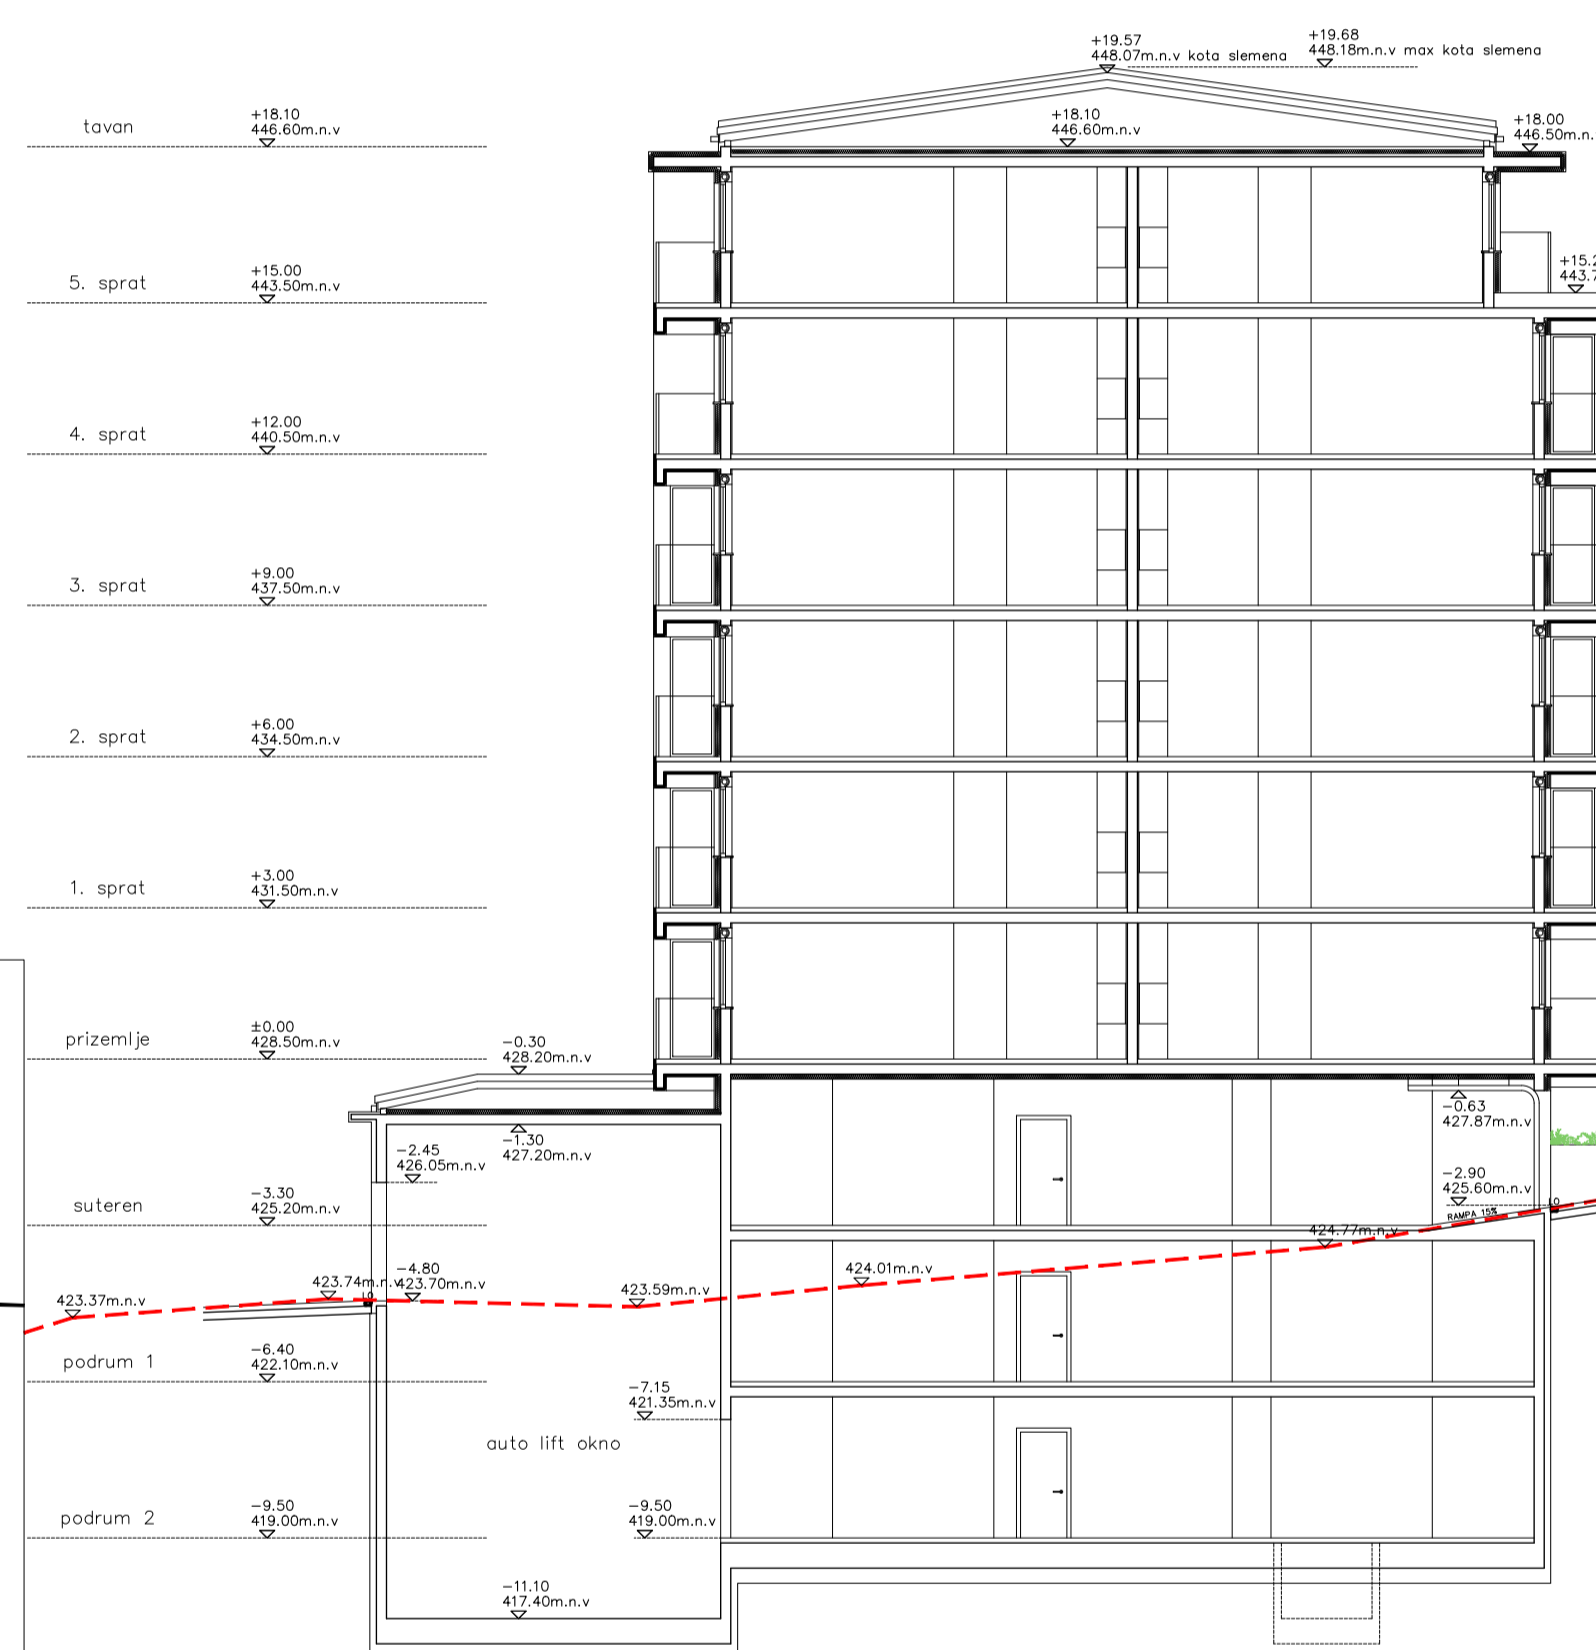 +19.57
448.07m.n.v kota slemena
+19.68
448.18m.n.v max kota slemena
tavan
+18.10
446.60m.n.v
+18.10
446.60m.n.v
+18.00
446.50m.n.
5. sprat
+15.00
443.50m.n.v
+15.2
443.7
4. sprat
+12.00
440.50m.n.v
3. sprat
+9.00
437.50m.n.v
2. sprat
+6.00
434.50m.n.v
1. sprat
+3.00
431.50m.n.v
prizemlje
±0.00
428.50m.n.v
−0.30
428.20m.n.v
−0.63
427.87m.n.v
−1.30
427.20m.n.v
−2.45
426.05m.n.v
−2.90
425.60m.n.v
suteren
−3.30
425.20m.n.v
RAMPA 15%
424.77m.n.v
424.01m.n.v
423.59m.n.v
−4.80
423.70m.n.v
423.74m.n.v
423.37m.n.v
podrum 1
−6.40
422.10m.n.v
−7.15
421.35m.n.v
auto lift okno
podrum 2
−9.50
419.00m.n.v
−9.50
419.00m.n.v
−11.10
417.40m.n.v